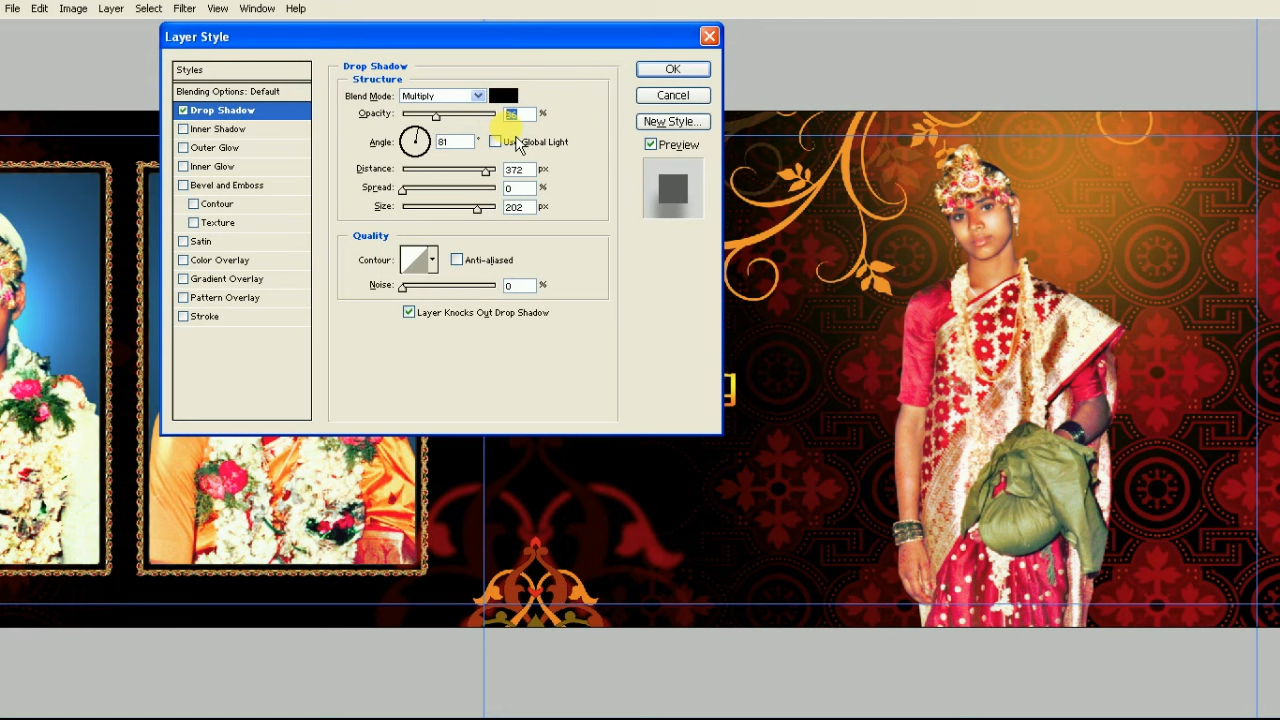 File Edit Image Layer Select Filter View Window Help
Layer Style
Styles
Blending Options: Default
Drop Shadow
Inner Shadow
Outer Glow
Inner Glow
Bevel and Emboss
Contour
Texture
Satin
Color Overlay
Gradient Overlay
Pattern Overlay
Stroke
Drop Shadow
Structure
Blend Mode: Multiply
Opacity: 36 %
Angle: 81 ° Use Global Light
Distance: 372 px
Spread: 0 %
Size: 202 px
Quality
Contour: Anti-aliased
Noise: 0 %
Layer Knocks Out Drop Shadow
OK
Cancel
New Style...
Preview
g